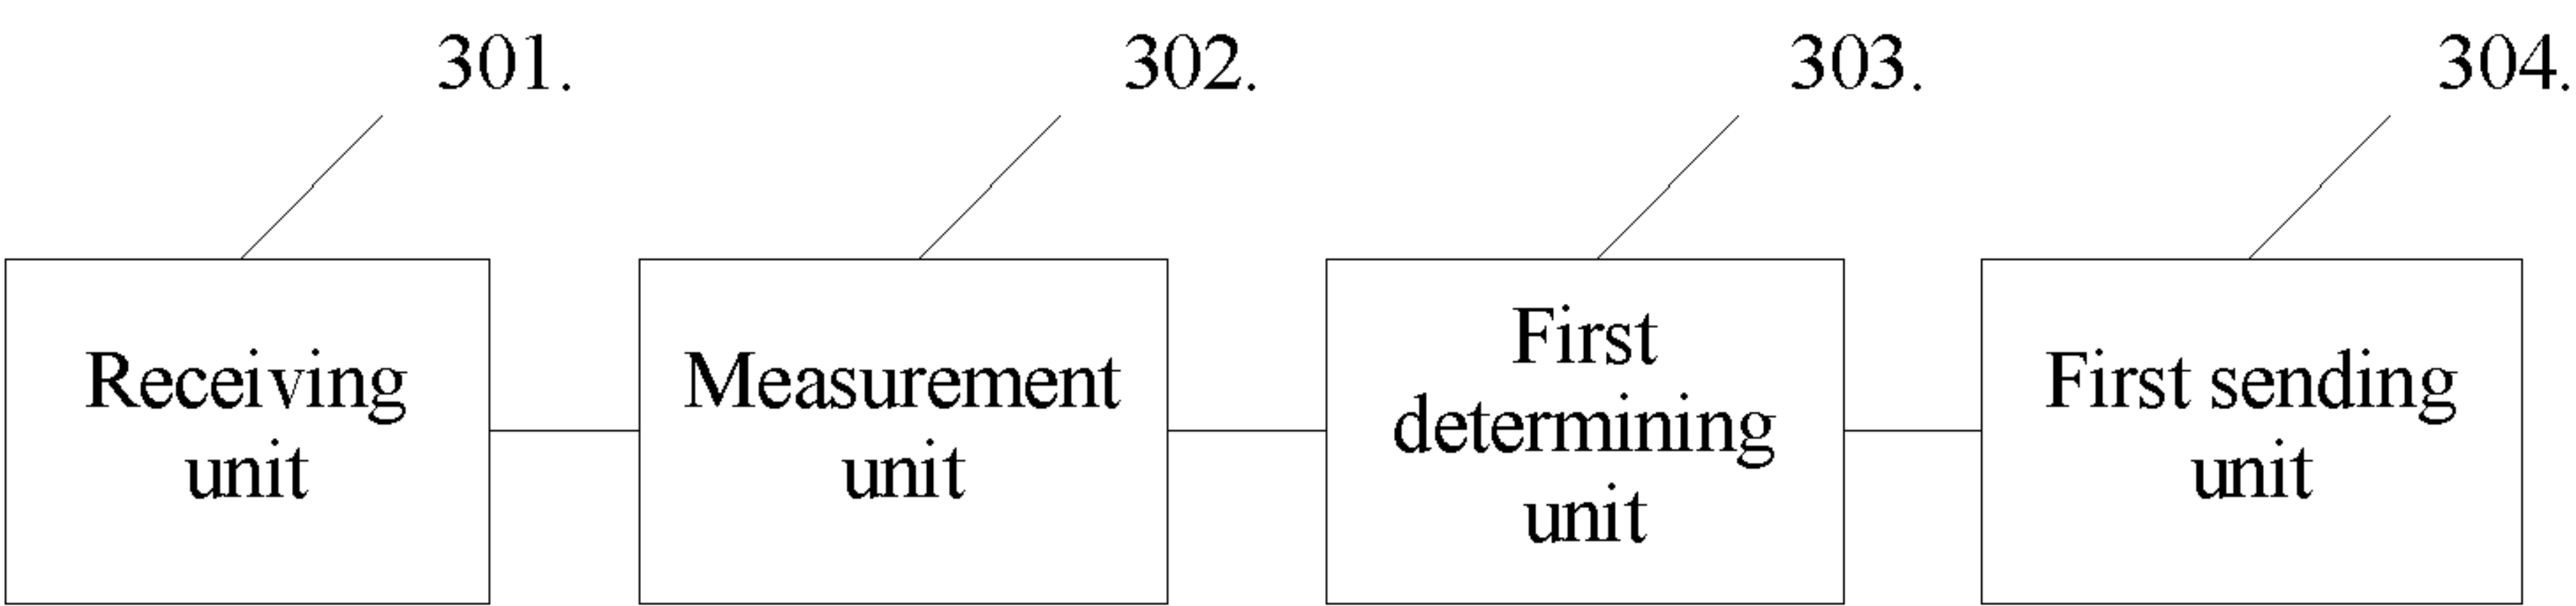 301.
302.
303.
304.
Receiving
unit
Measurement
unit
First
determining
unit
First sending
unit